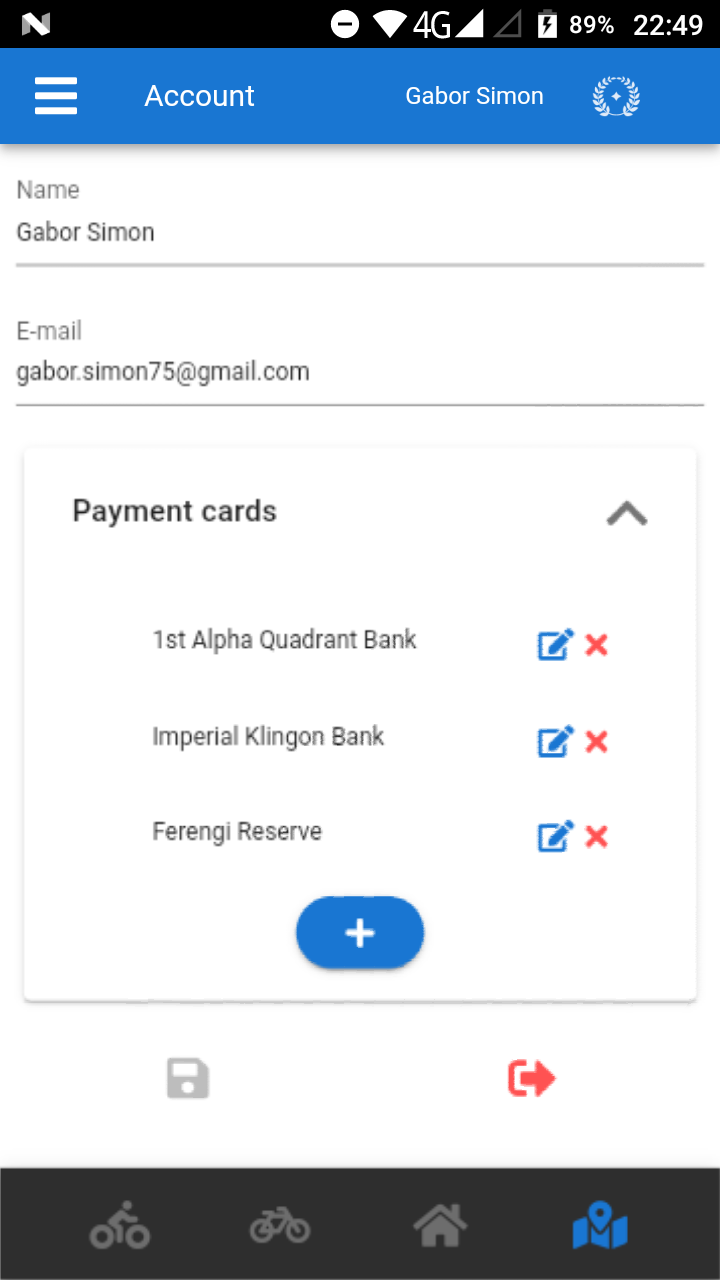 4G 89% 22:49
Account Gabor Simon
Name
Gabor Simon
E-mail
gabor.simon75@gmail.com
Payment cards
1st Alpha Quadrant Bank
Imperial Klingon Bank
Ferengi Reserve